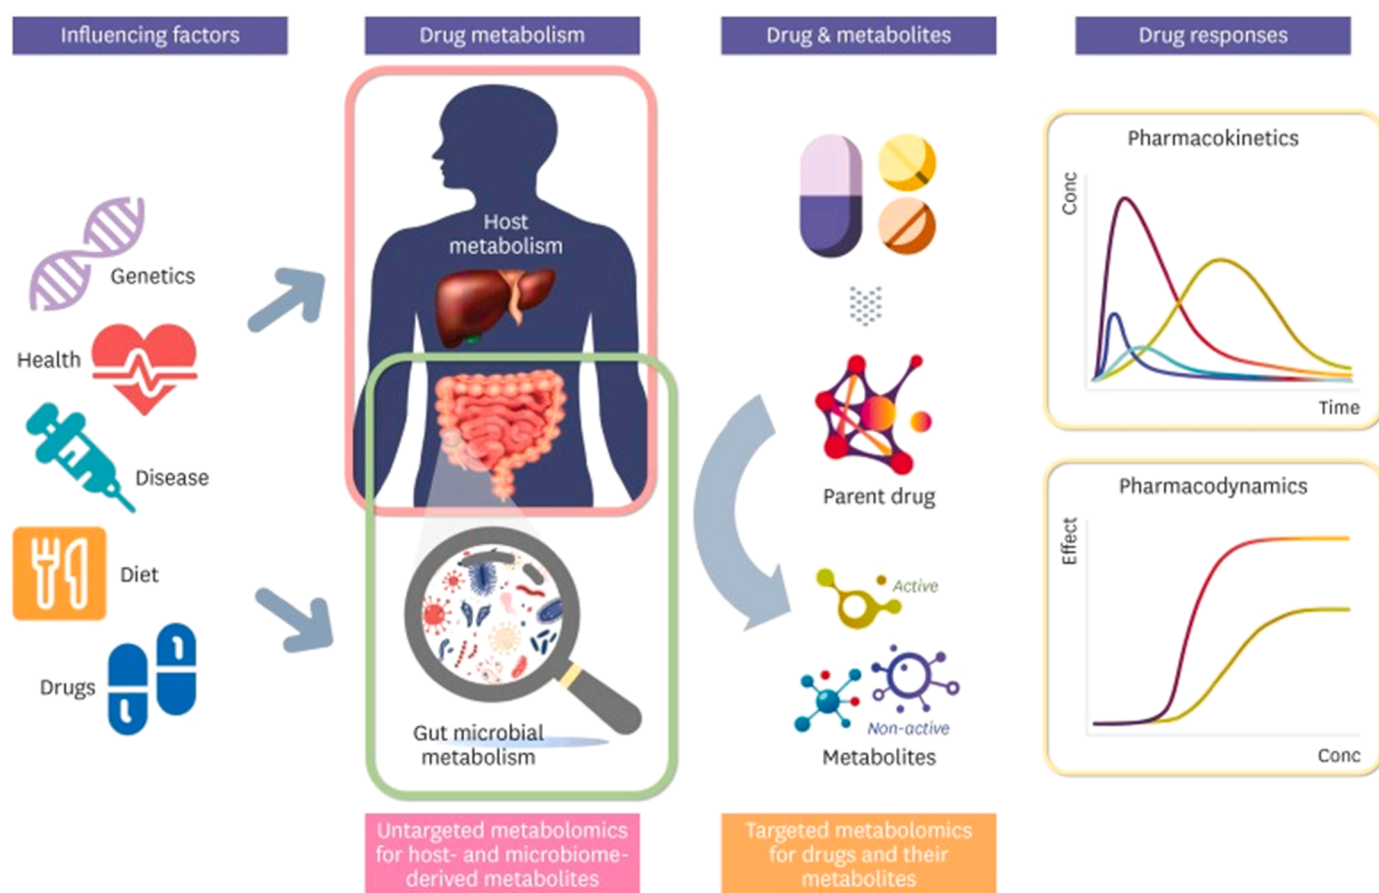 Influencing factors
Drug metabolism
Drug & metabolites
Drug responses
Genetics
Health
Disease
Diet
Drugs
Host
metabolism
Gut microbial
metabolism
Untargeted metabolomics
for host- and microbiome-
derived metabolites
Parent drug
Active
Non-active
Metabolites
Targeted metabolomics
for drugs and their
metabolites
Pharmacokinetics
Conc
Time
Pharmacodynamics
Effect
Conc